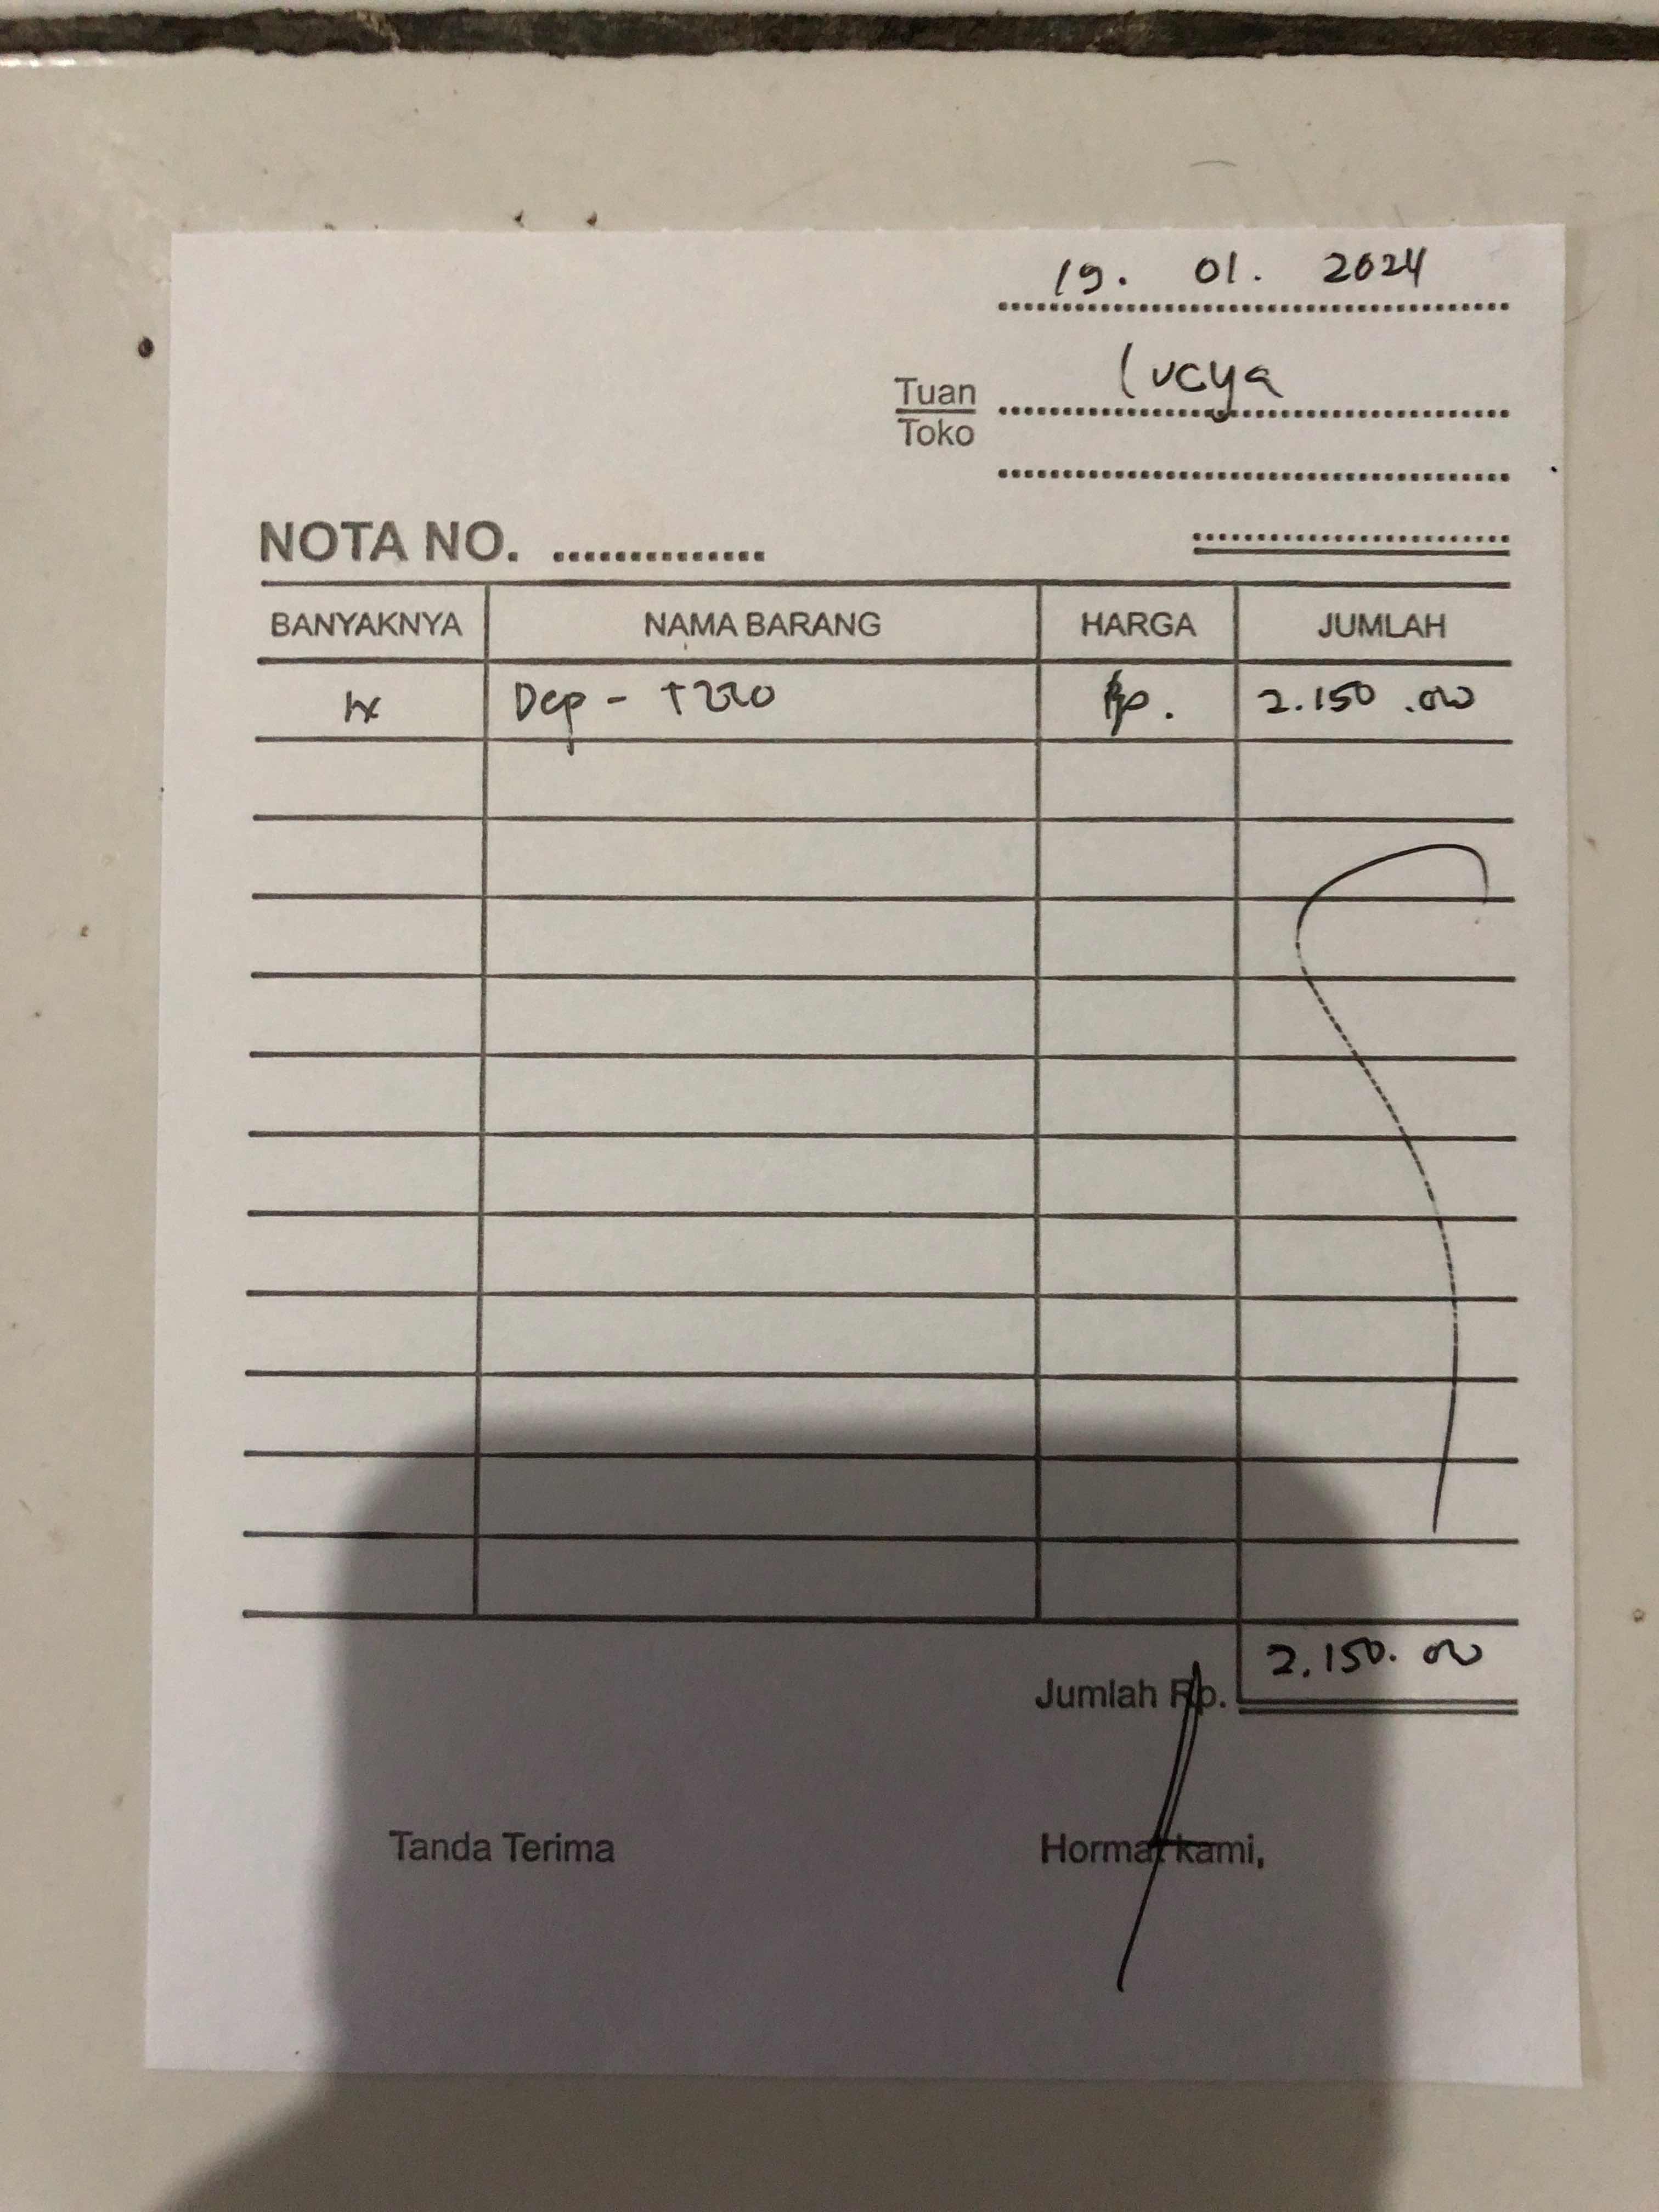 19. 01. 2024
Tuan Lucya
Toko
NOTA NO. ..............
BANYAKNYA NAMA BARANG HARGA JUMLAH
1x Dep - T220 Rp. 2.150.000
Jumlah Rp. 2.150.000
Tanda Terima Hormat kami,